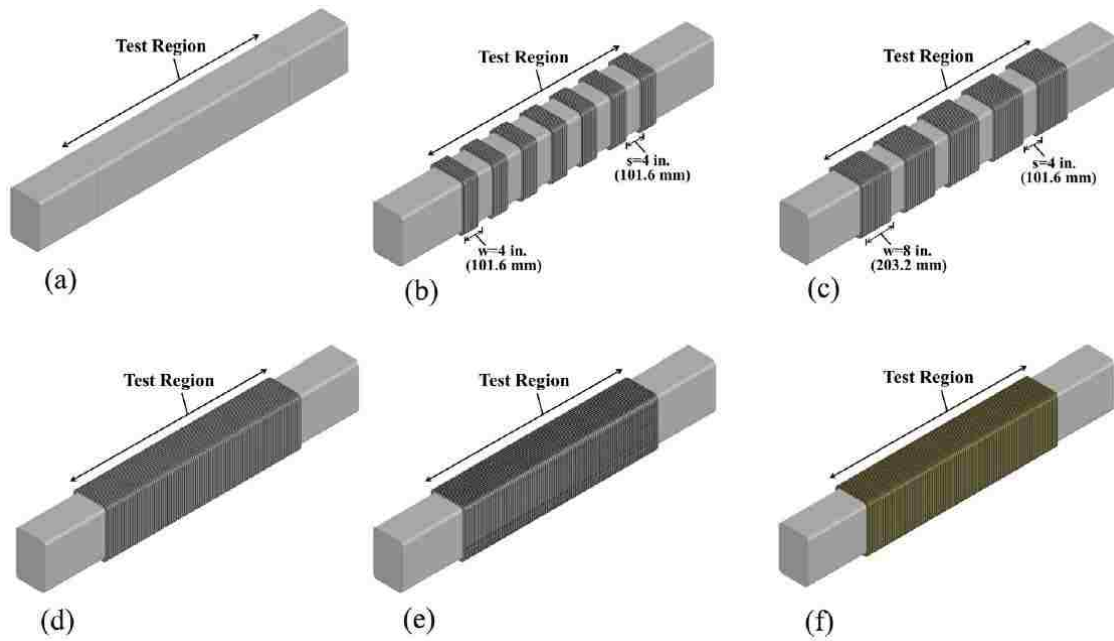 Test Region
(a)
Test Region
s=4 in.
(101.6 mm)
w=4 in.
(101.6 mm)
(b)
Test Region
s=4 in.
(101.6 mm)
w=8 in.
(203.2 mm)
(c)
Test Region
(d)
Test Region
(e)
Test Region
(f)